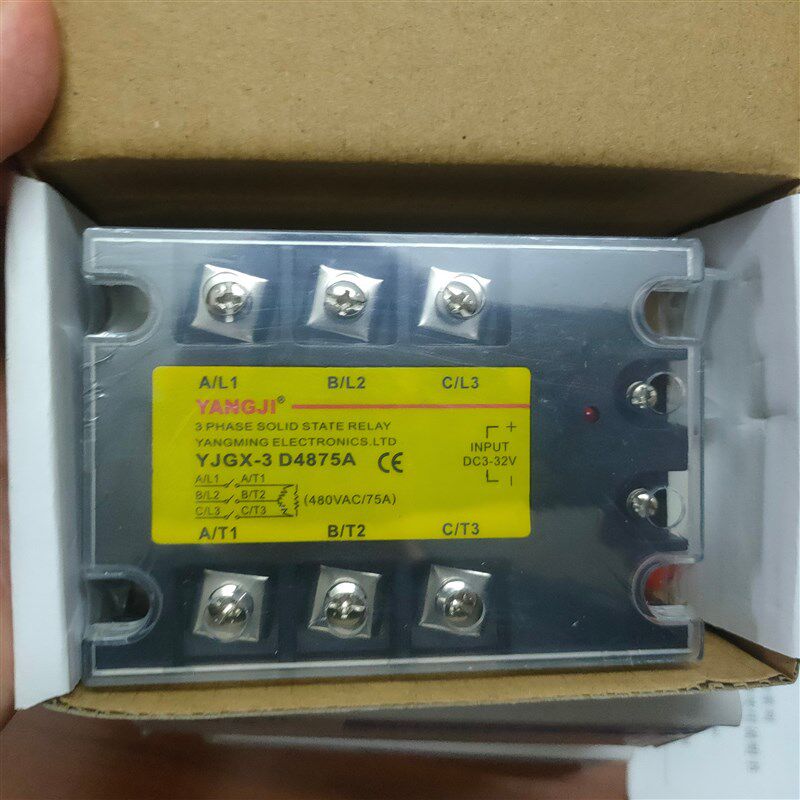 A/L1 B/L2 C/L3
YANGJI®
3 PHASE SOLID STATE RELAY
YANGMING ELECTRONICS.LTD
YJGX-3 D4875A CE
+
INPUT
DC3-32V
-
A/L1 A/T1
B/L2 B/T2 (480VAC/75A)
C/L3 C/T3
A/T1 B/T2 C/T3